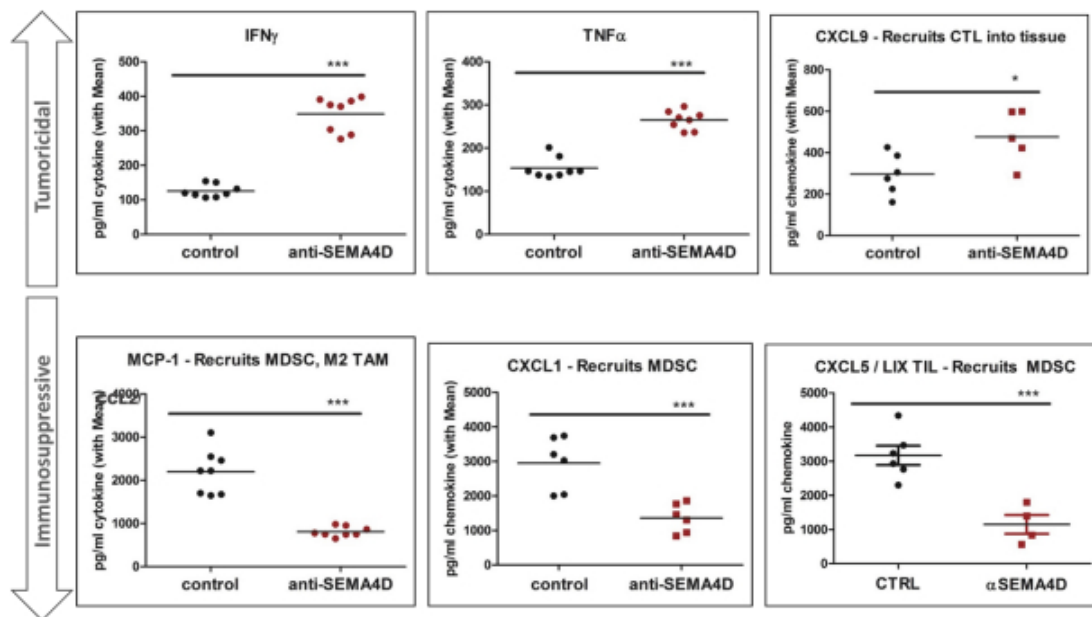 Tumoricidal
IFNγ
***
pg/ml cytokine (with Mean)
500
400
300
200
100
0
control
anti-SEMA4D
TNFα
***
pg/ml cytokine (with Mean)
400
300
200
100
0
control
anti-SEMA4D
CXCL9 - Recruits CTL into tissue
*
pg/ml chemokine (with Mean)
800
600
400
200
0
control
anti-SEMA4D
Immunosuppressive
MCP-1 - Recruits MDSC, M2 TAM
CCL2
***
pg/ml cytokine (with Mean)
4000
3000
2000
1000
0
control
anti-SEMA4D
CXCL1 - Recruits MDSC
***
pg/ml chemokine (with Mean)
5000
4000
3000
2000
1000
0
control
anti-SEMA4D
CXCL5 / LIX TIL - Recruits MDSC
***
pg/ml chemokine
5000
4000
3000
2000
1000
0
CTRL
αSEMA4D